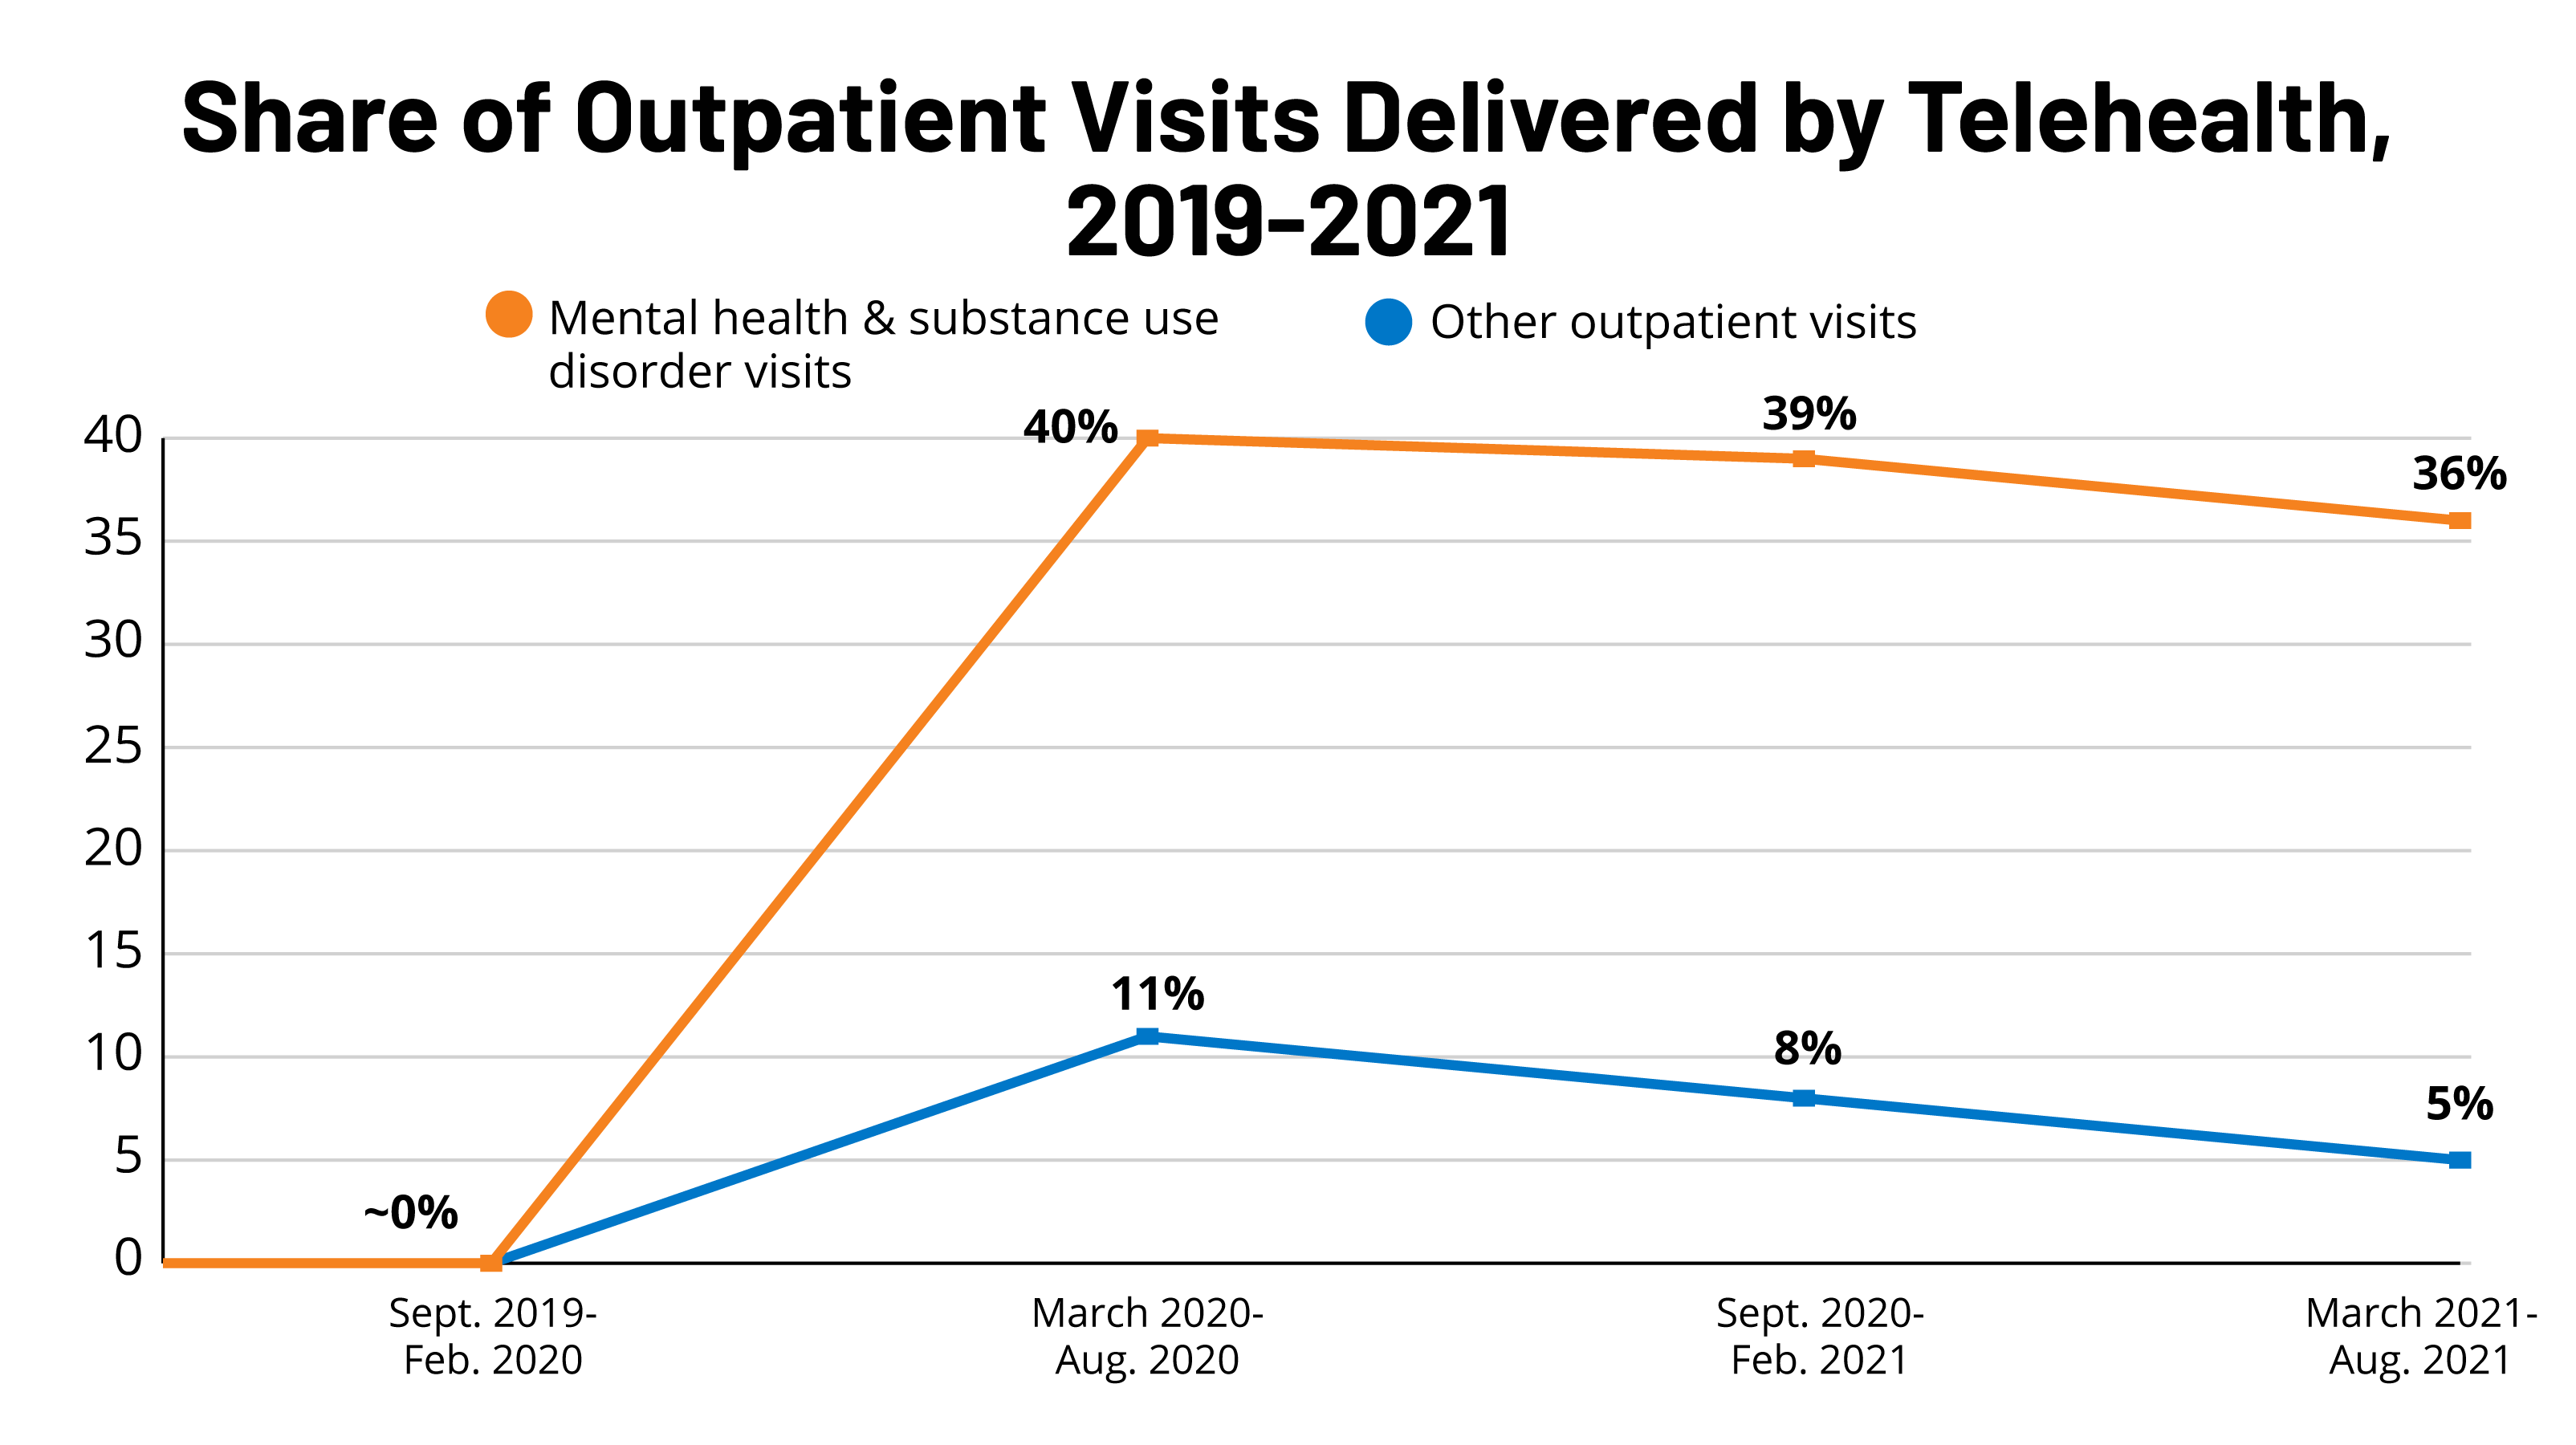 Share of Outpatient Visits Delivered by Telehealth,
2019-2021
Mental health & substance use
disorder visits
Other outpatient visits
40%
39%
36%
40
35
30
25
20
15
10
5
0
11%
8%
5%
~0%
Sept. 2019-
Feb. 2020
March 2020-
Aug. 2020
Sept. 2020-
Feb. 2021
March 2021-
Aug. 2021